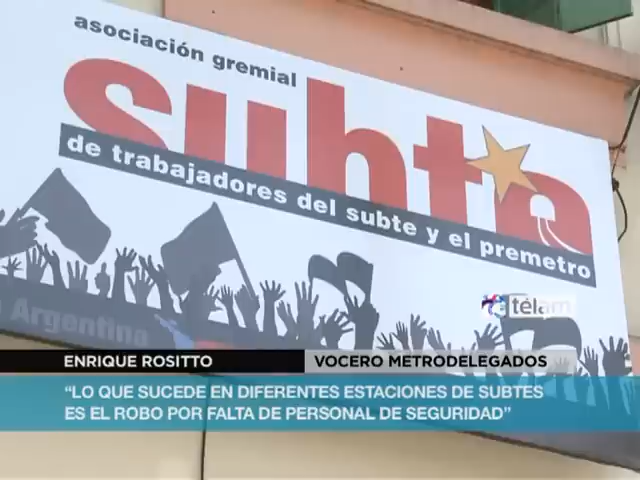 asociación gremial
subte
de trabajadores del subte y el premetro
Argentina
télam
ENRIQUE ROSITTO
VOCERO METRODELEGADOS
“LO QUE SUCEDE EN DIFERENTES ESTACIONES DE SUBTES
ES EL ROBO POR FALTA DE PERSONAL DE SEGURIDAD”